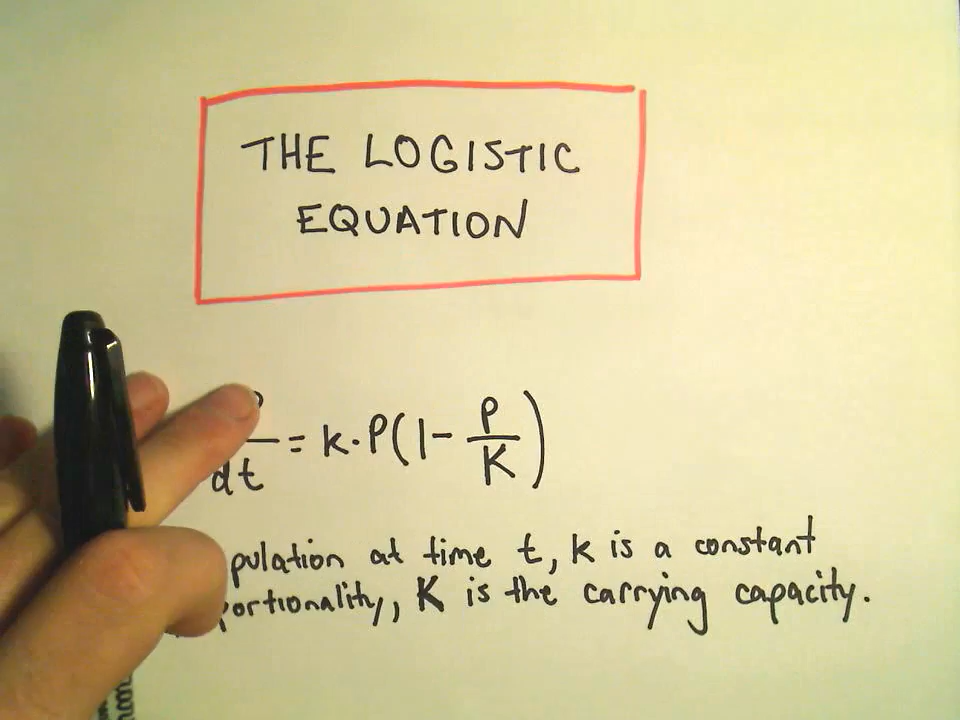 THE LOGISTIC
EQUATION
dt = k·P(1 - P/K)
pulation at time t, k is a constant
portionality, K is the carrying capacity.